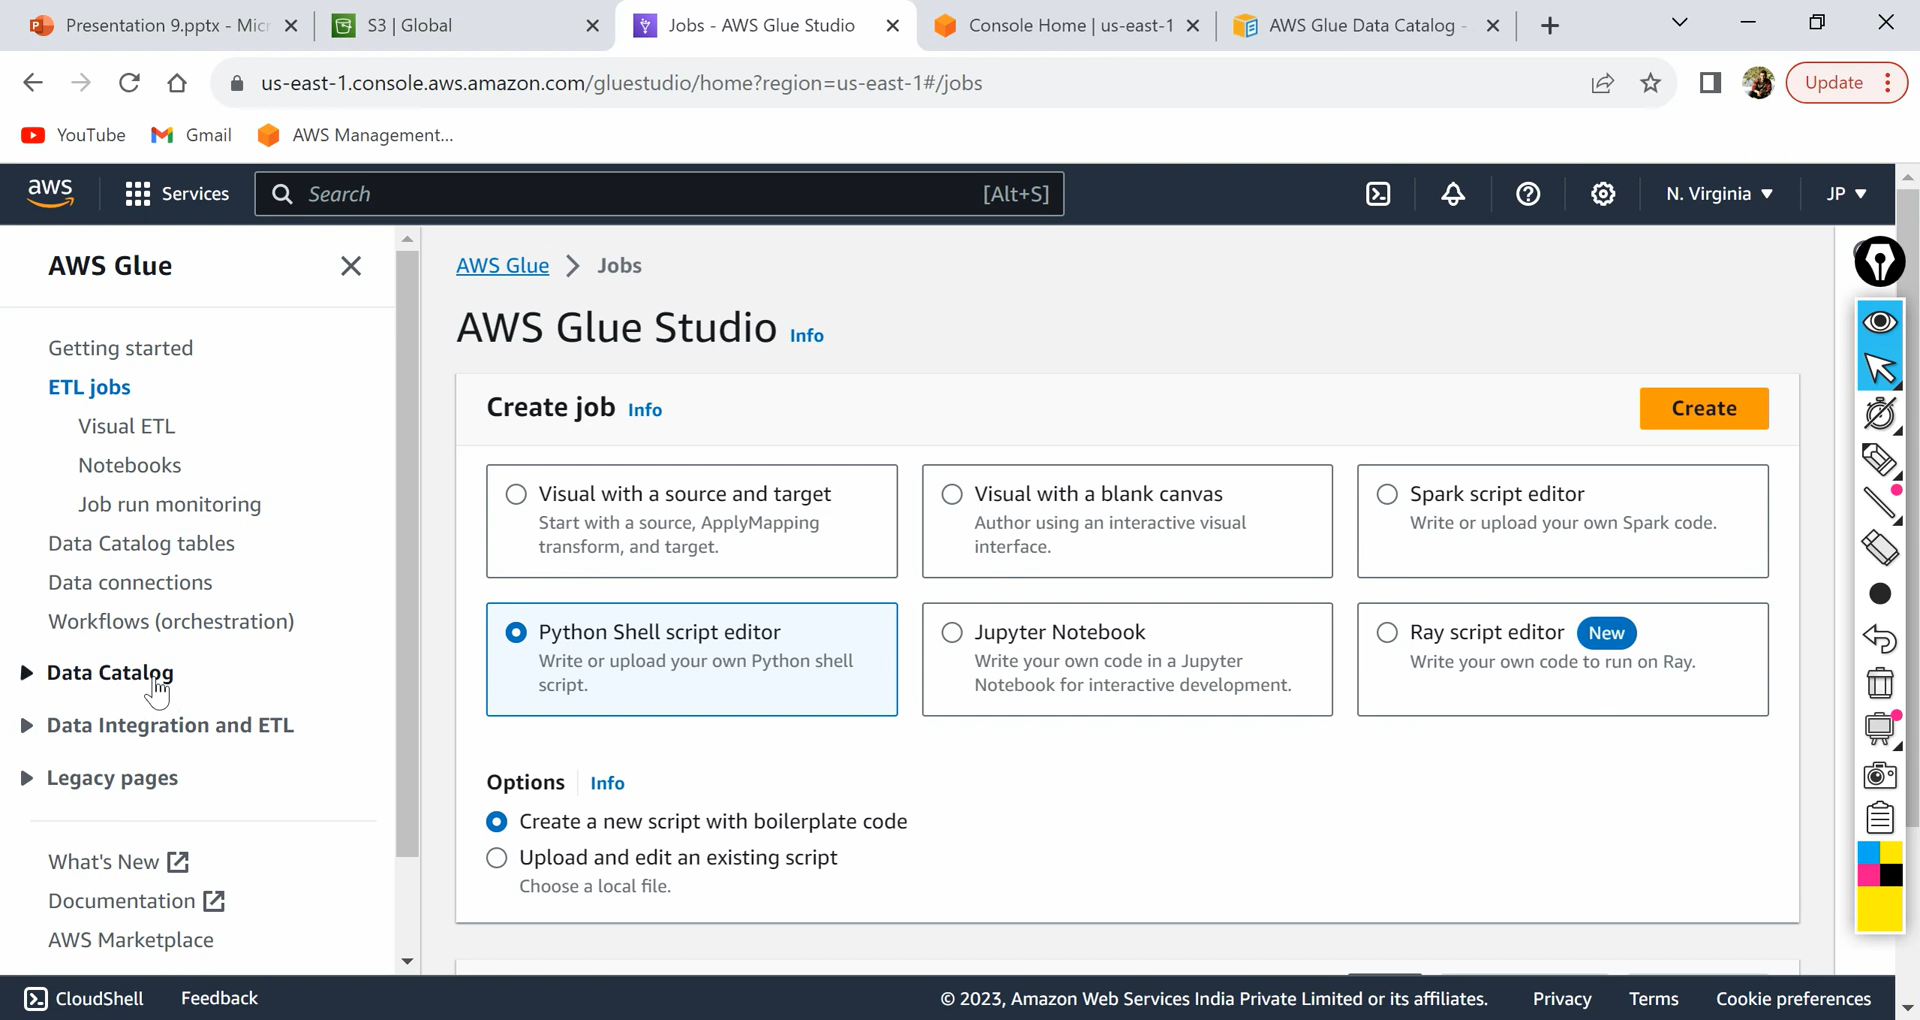 Presentation 9.pptx - Micr
S3 | Global
Jobs - AWS Glue Studio
Console Home | us-east-1
AWS Glue Data Catalog -
us-east-1.console.aws.amazon.com/gluestudio/home?region=us-east-1#/jobs
Update
YouTube
Gmail
AWS Management...
aws
Services
Search
[Alt+S]
N. Virginia
JP
AWS Glue
Getting started
ETL jobs
Visual ETL
Notebooks
Job run monitoring
Data Catalog tables
Data connections
Workflows (orchestration)
Data Catalog
Data Integration and ETL
Legacy pages
What's New
Documentation
AWS Marketplace
AWS Glue
Jobs
AWS Glue Studio Info
Create job Info
Create
Visual with a source and target
Start with a source, ApplyMapping
transform, and target.
Visual with a blank canvas
Author using an interactive visual
interface.
Spark script editor
Write or upload your own Spark code.
Python Shell script editor
Write or upload your own Python shell
script.
Jupyter Notebook
Write your own code in a Jupyter
Notebook for interactive development.
Ray script editor New
Write your own code to run on Ray.
Options Info
Create a new script with boilerplate code
Upload and edit an existing script
Choose a local file.
CloudShell
Feedback
© 2023, Amazon Web Services India Private Limited or its affiliates.
Privacy
Terms
Cookie preferences